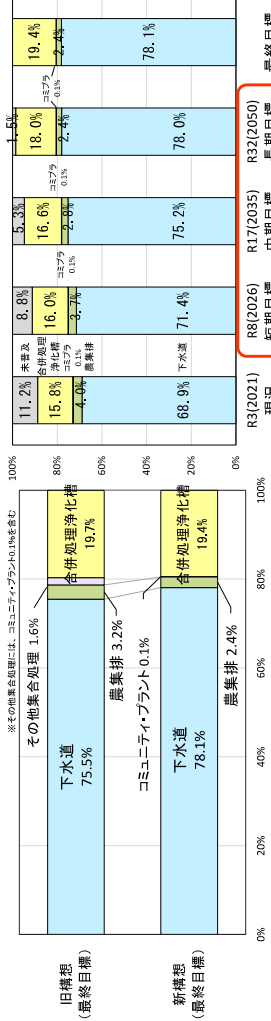 ※その他集合処理には、コミュニティ・プラント0.1%を含む
その他集合処理 1.6%
旧構想
(最終目標)
下水道
75.5%
合併処理浄化槽
19.7%
農集排 3.2%
コミュニティ・プラント 0.1%
新構想
(最終目標)
下水道
78.1%
合併処理浄化槽
19.4%
農集排 2.4%
0%
20%
40%
60%
80%
100%
100%
80%
60%
40%
20%
0%
11.2%
15.8%
4.0%
68.9%
R3(2021)
現況
未普及
合併処理
浄化槽
コミプラ
0.1%
農集排
下水道
8.8%
16.0%
3.7%
71.4%
R8(2026)
短期目標
コミプラ
0.1%
5.3%
16.6%
2.8%
75.2%
R17(2035)
中期目標
コミプラ
0.1%
1.5%
18.0%
2.4%
78.0%
R32(2050)
長期目標
コミプラ
0.1%
19.4%
2.4%
78.1%
最終目標